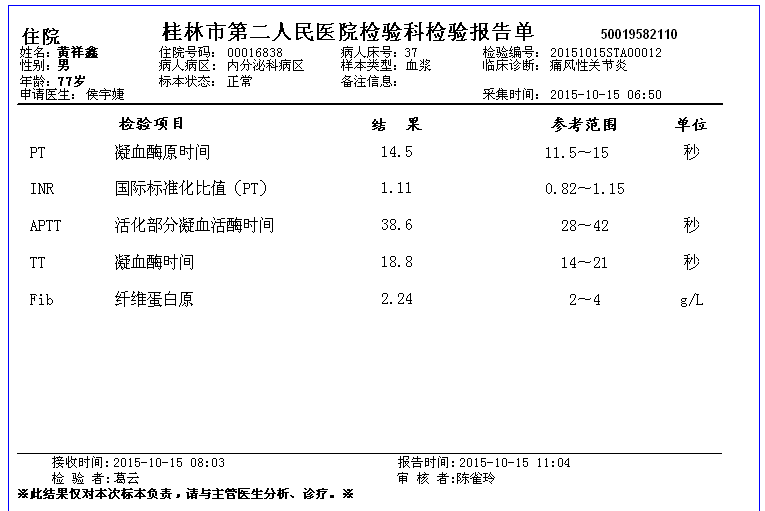 住院 桂林市第二人民医院检验科检验报告单 50019582110
姓名：黄祥鑫 住院号码：00016838 病人床号：37 检验编号：20151015STA00012
性别：男 病人病区：内分泌科病区 样本类型：血浆 临床诊断：痛风性关节炎
年龄：77岁 标本状态：正常 备注信息：
申请医生：侯宇婕 采集时间：2015-10-15 06:50
检验项目 结 果 参考范围 单位
PT 凝血酶原时间 14.5 11.5～15 秒
INR 国际标准化比值（PT） 1.11 0.82～1.15
APTT 活化部分凝血活酶时间 38.6 28～42 秒
TT 凝血酶时间 18.8 14～21 秒
Fib 纤维蛋白原 2.24 2～4 g/L
接收时间：2015-10-15 08:03 报告时间：2015-10-15 11:04
检 验 者：葛云 审 核 者：陈雀玲
※此结果仅对本次标本负责，请与主管医生分析、诊疗。※